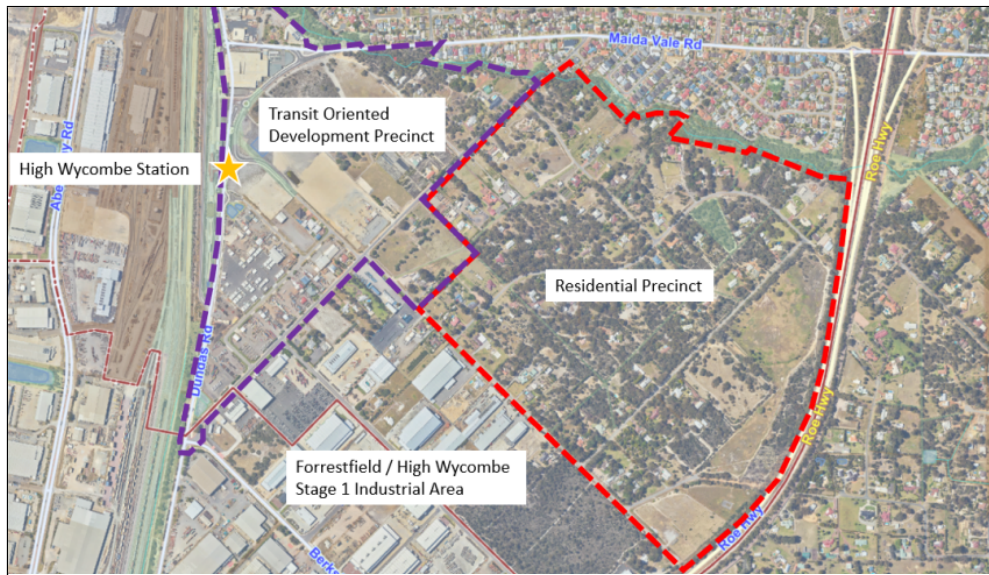 Maida Vale Rd
Transit Oriented
Development Precinct
High Wycombe Station
Roe Hwy
Residential Precinct
Dundas Rd
Roe Hwy
Forrestfield / High Wycombe
Stage 1 Industrial Area
Roe Hwy